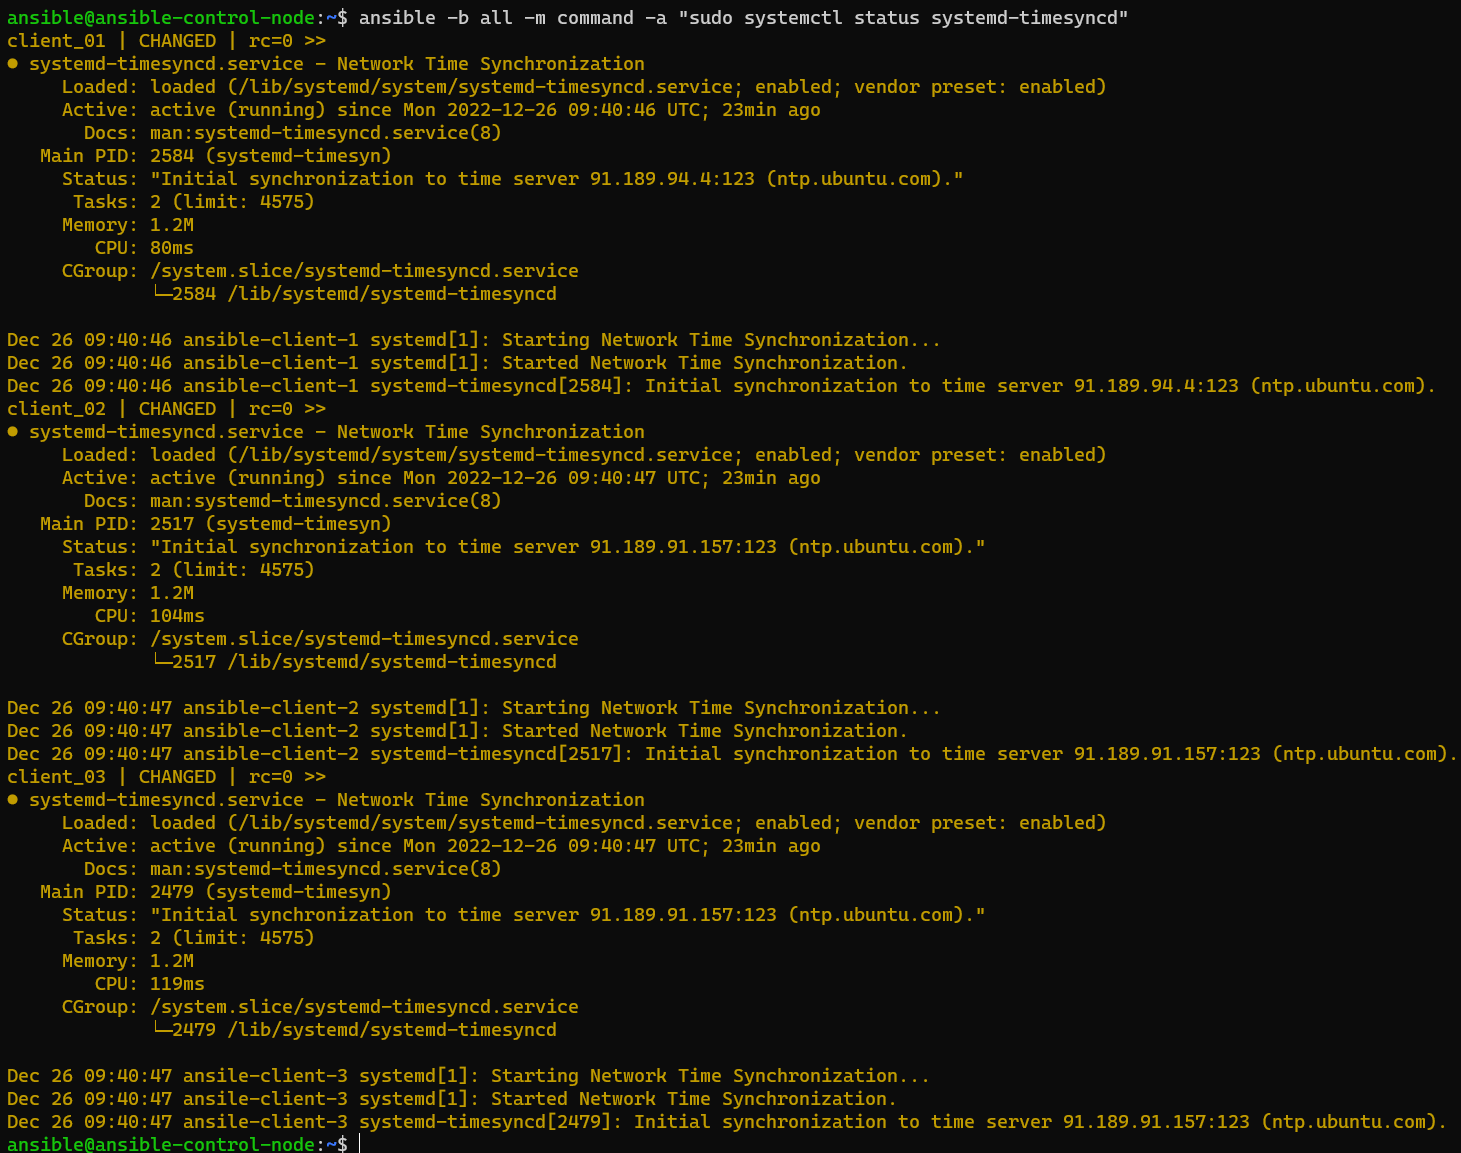 ansible@ansible-control-node:~$ ansible -b all -m command -a "sudo systemctl status systemd-timesyncd"
client_01 | CHANGED | rc=0 >>
● systemd-timesyncd.service - Network Time Synchronization
     Loaded: loaded (/lib/systemd/system/systemd-timesyncd.service; enabled; vendor preset: enabled)
     Active: active (running) since Mon 2022-12-26 09:40:46 UTC; 23min ago
       Docs: man:systemd-timesyncd.service(8)
   Main PID: 2584 (systemd-timesyn)
     Status: "Initial synchronization to time server 91.189.94.4:123 (ntp.ubuntu.com)."
      Tasks: 2 (limit: 4575)
     Memory: 1.2M
        CPU: 80ms
     CGroup: /system.slice/systemd-timesyncd.service
             └─2584 /lib/systemd/systemd-timesyncd

Dec 26 09:40:46 ansible-client-1 systemd[1]: Starting Network Time Synchronization...
Dec 26 09:40:46 ansible-client-1 systemd[1]: Started Network Time Synchronization.
Dec 26 09:40:46 ansible-client-1 systemd-timesyncd[2584]: Initial synchronization to time server 91.189.94.4:123 (ntp.ubuntu.com).
client_02 | CHANGED | rc=0 >>
● systemd-timesyncd.service - Network Time Synchronization
     Loaded: loaded (/lib/systemd/system/systemd-timesyncd.service; enabled; vendor preset: enabled)
     Active: active (running) since Mon 2022-12-26 09:40:47 UTC; 23min ago
       Docs: man:systemd-timesyncd.service(8)
   Main PID: 2517 (systemd-timesyn)
     Status: "Initial synchronization to time server 91.189.91.157:123 (ntp.ubuntu.com)."
      Tasks: 2 (limit: 4575)
     Memory: 1.2M
        CPU: 104ms
     CGroup: /system.slice/systemd-timesyncd.service
             └─2517 /lib/systemd/systemd-timesyncd

Dec 26 09:40:47 ansible-client-2 systemd[1]: Starting Network Time Synchronization...
Dec 26 09:40:47 ansible-client-2 systemd[1]: Started Network Time Synchronization.
Dec 26 09:40:47 ansible-client-2 systemd-timesyncd[2517]: Initial synchronization to time server 91.189.91.157:123 (ntp.ubuntu.com).
client_03 | CHANGED | rc=0 >>
● systemd-timesyncd.service - Network Time Synchronization
     Loaded: loaded (/lib/systemd/system/systemd-timesyncd.service; enabled; vendor preset: enabled)
     Active: active (running) since Mon 2022-12-26 09:40:47 UTC; 23min ago
       Docs: man:systemd-timesyncd.service(8)
   Main PID: 2479 (systemd-timesyn)
     Status: "Initial synchronization to time server 91.189.91.157:123 (ntp.ubuntu.com)."
      Tasks: 2 (limit: 4575)
     Memory: 1.2M
        CPU: 119ms
     CGroup: /system.slice/systemd-timesyncd.service
             └─2479 /lib/systemd/systemd-timesyncd

Dec 26 09:40:47 ansile-client-3 systemd[1]: Starting Network Time Synchronization...
Dec 26 09:40:47 ansile-client-3 systemd[1]: Started Network Time Synchronization.
Dec 26 09:40:47 ansile-client-3 systemd-timesyncd[2479]: Initial synchronization to time server 91.189.91.157:123 (ntp.ubuntu.com).
ansible@ansible-control-node:~$